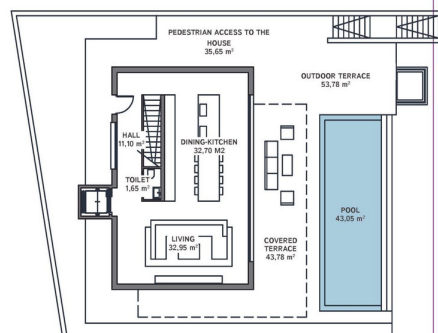 PEDESTRIAN ACCESS TO THE
HOUSE
35,65 m²
OUTDOOR TERRACE
53,78 m²
HALL
11,10 m²
DINING-KITCHEN
32,70 M2
TOILET
1,65 m²
POOL
43,05 m²
LIVING
32,95 m²
COVERED
TERRACE
43,78 m²